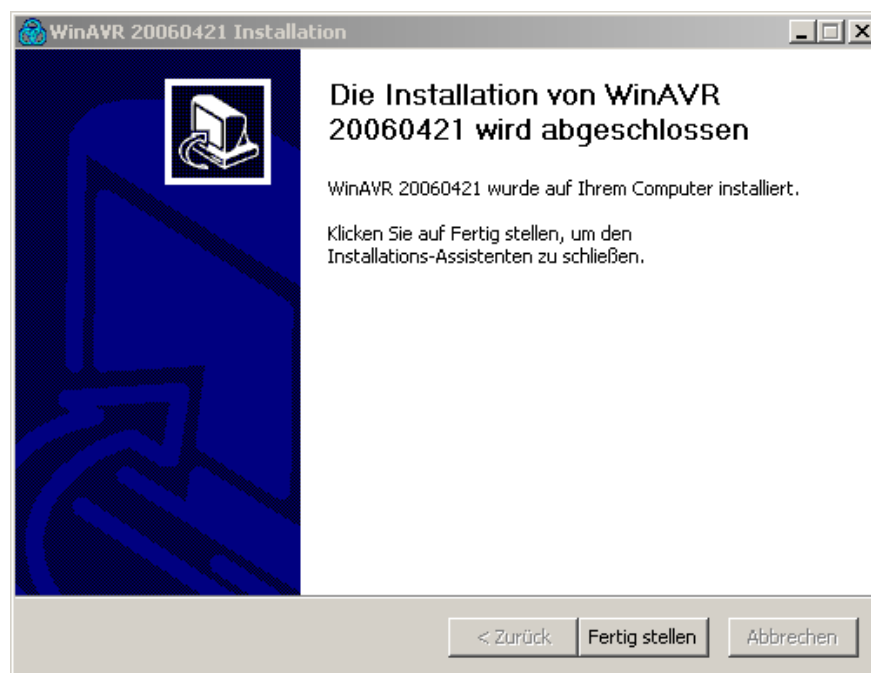 WinAVR 20060421 Installation
Die Installation von WinAVR
20060421 wird abgeschlossen
WinAVR 20060421 wurde auf Ihrem Computer installiert.
Klicken Sie auf Fertig stellen, um den
Installations-Assistenten zu schließen.
< Zurück Fertig stellen Abbrechen